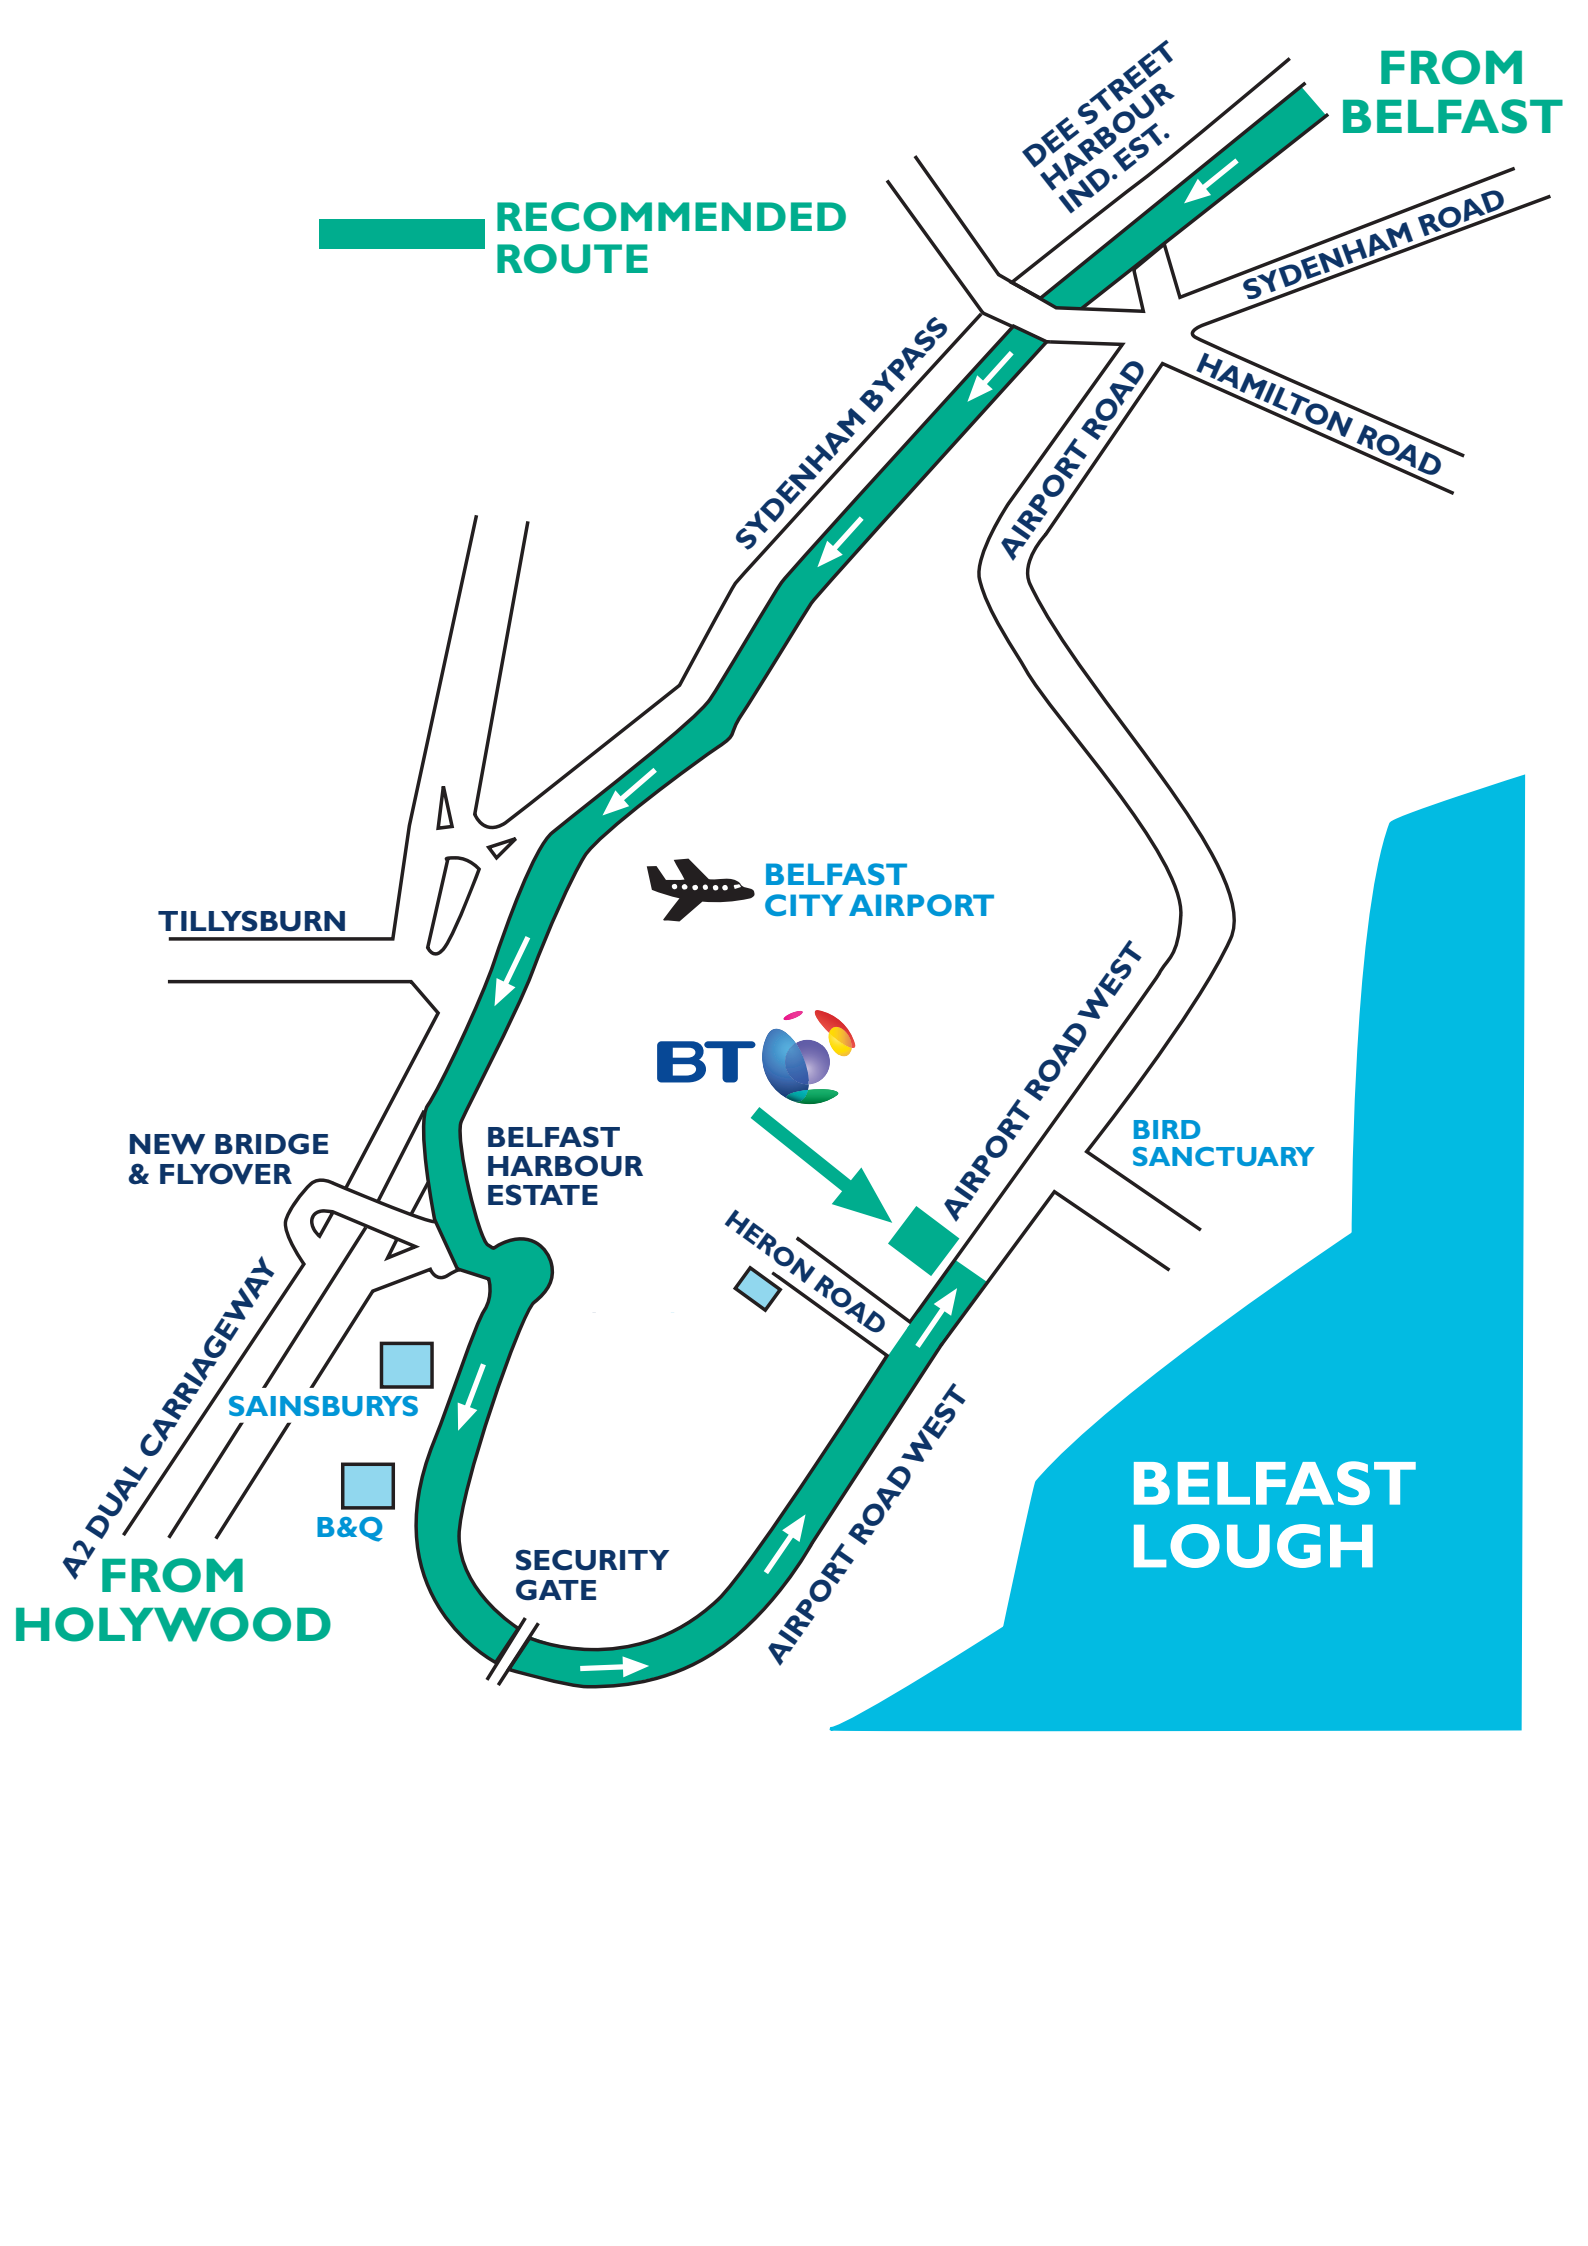 FROM
BELFAST
DEE STREET
HARBOUR
IND. EST.
RECOMMENDED
ROUTE
SYDENHAM ROAD
SYDENHAM BYPASS
AIRPORT ROAD
HAMILTON ROAD
BELFAST
CITY AIRPORT
TILLYSBURN
AIRPORT ROAD WEST
BT
NEW BRIDGE
& FLYOVER
BELFAST
HARBOUR
ESTATE
BIRD
SANCTUARY
HERON ROAD
A2 DUAL CARRIAGEWAY
SAINSBURYS
AIRPORT ROAD WEST
B&Q
BELFAST
LOUGH
SECURITY
GATE
FROM
HOLYWOOD